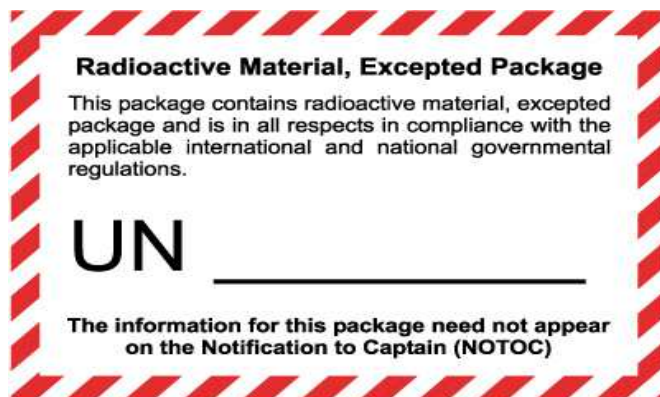 Radioactive Material, Excepted Package
This package contains radioactive material, excepted
package and is in all respects in compliance with the
applicable international and national governmental
regulations.
UN
The information for this package need not appear
on the Notification to Captain (NOTOC)